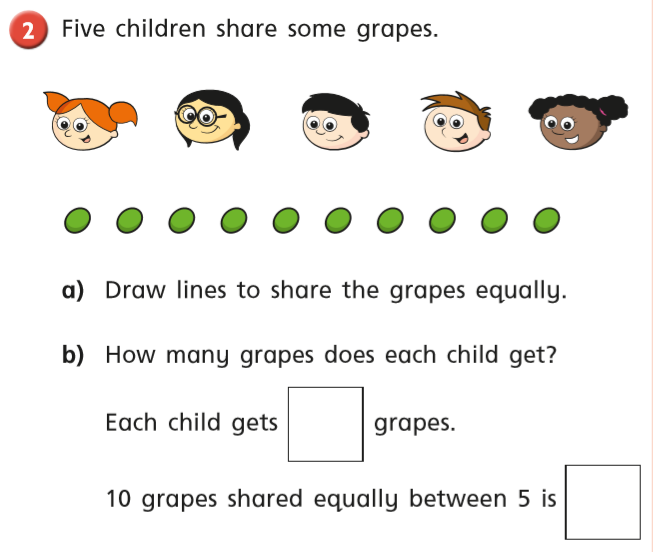 2 Five children share some grapes.
a) Draw lines to share the grapes equally.
b) How many grapes does each child get?
Each child gets grapes.
10 grapes shared equally between 5 is